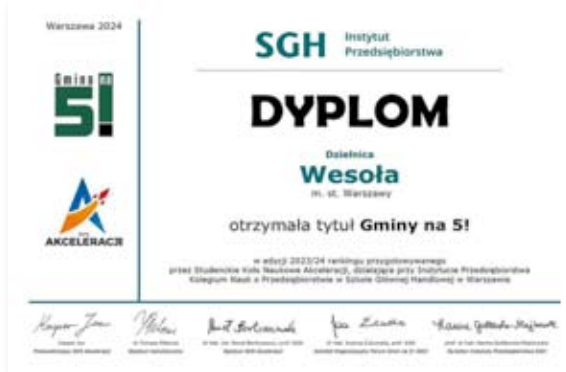 Warszawa 2024
SGH Instytut
Przedsiębiorstwa
Gmina na
5!
DYPLOM
Dzielnica
Wesoła
m. st. Warszawy
AKCELERACJI
otrzymała tytuł Gminy na 5!
w edycji 2023/24 rankingu przygotowywanego
przez Studenckie Koło Naukowe Akceleracji, działające przy Instytucie Przedsiębiorstwa
Kolegium Nauk o Przedsiębiorstwie w Szkole Głównej Handlowej w Warszawie